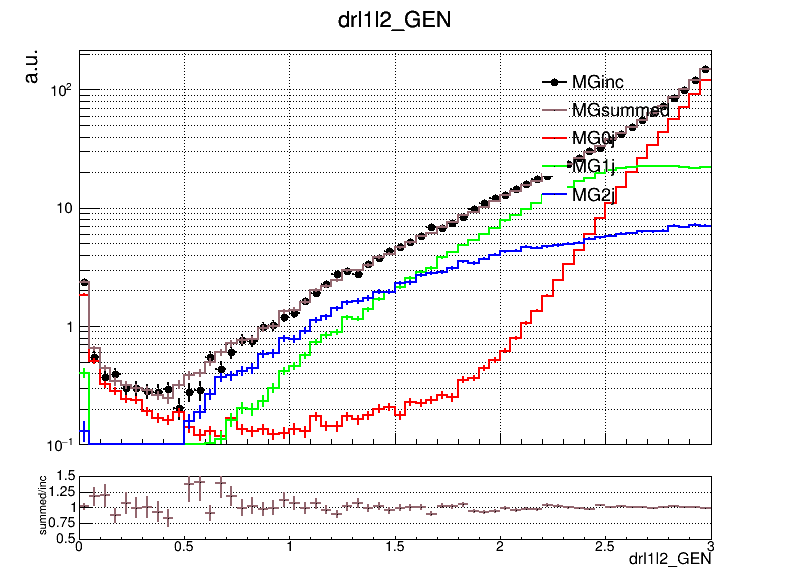 drl1l2_GEN
a.u.
MGinc
MGsummed
MG0j
MG1j
MG2j
10²
10
1
10⁻¹
summed/inc
1.5
1.25
1
0.75
0.5
0 0.5 1 1.5 2 2.5 3
drl1l2_GEN